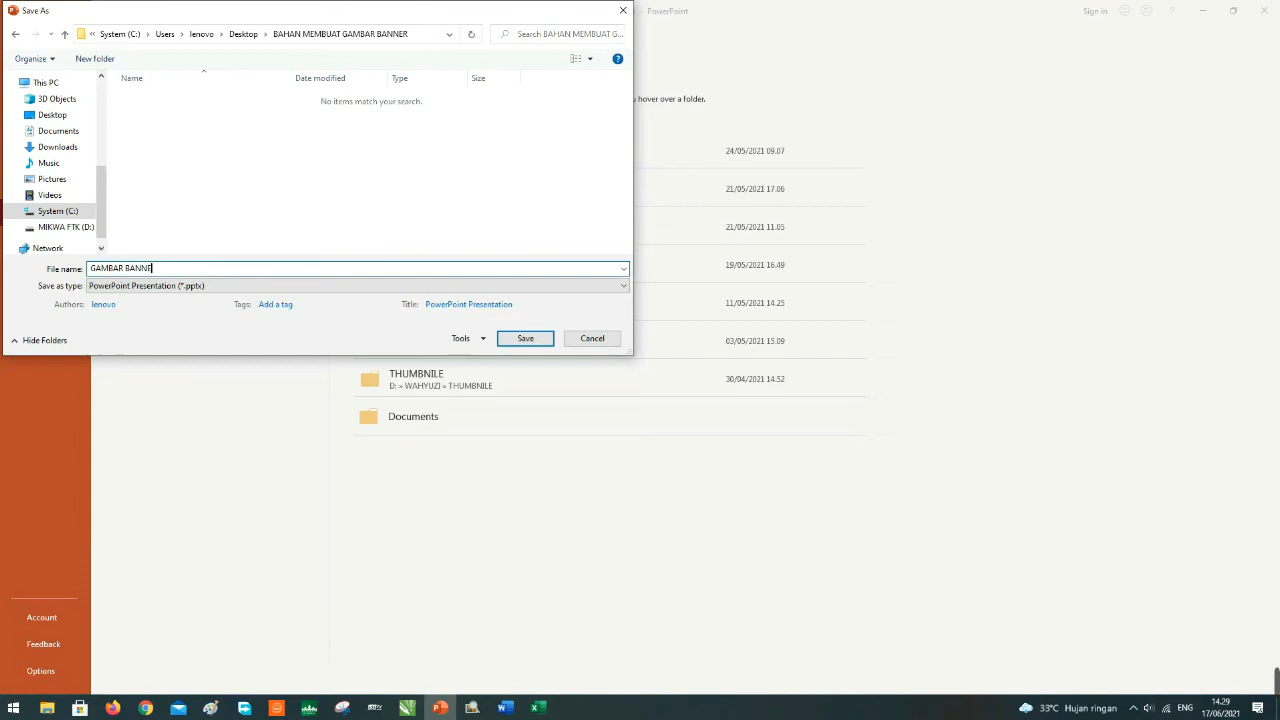 Save As
PowerPoint
Sign in
« System (C:) › Users › lenovo › Desktop › BAHAN MEMBUAT GAMBAR BANNER
Search BAHAN MEMBUAT G...
Organize
New folder
Name
Date modified
Type
Size
No items match your search.
This PC
3D Objects
Desktop
Documents
Downloads
Music
Pictures
Videos
System (C:)
MIKWA FTK (D:)
Network
u hover over a folder.
24/05/2021 09.07
21/05/2021 17.06
21/05/2021 11.05
19/05/2021 16.49
11/05/2021 14.25
03/05/2021 15.09
File name: GAMBAR BANNE
Save as type: PowerPoint Presentation (*.pptx)
Authors: lenovo
Tags: Add a tag
Title: PowerPoint Presentation
Hide Folders
Tools
Save
Cancel
THUMBNILE
D: » WAHYUZI » THUMBNILE
30/04/2021 14.52
Documents
Account
Feedback
Options
33°C Hujan ringan
ENG
14.29
17/06/2021